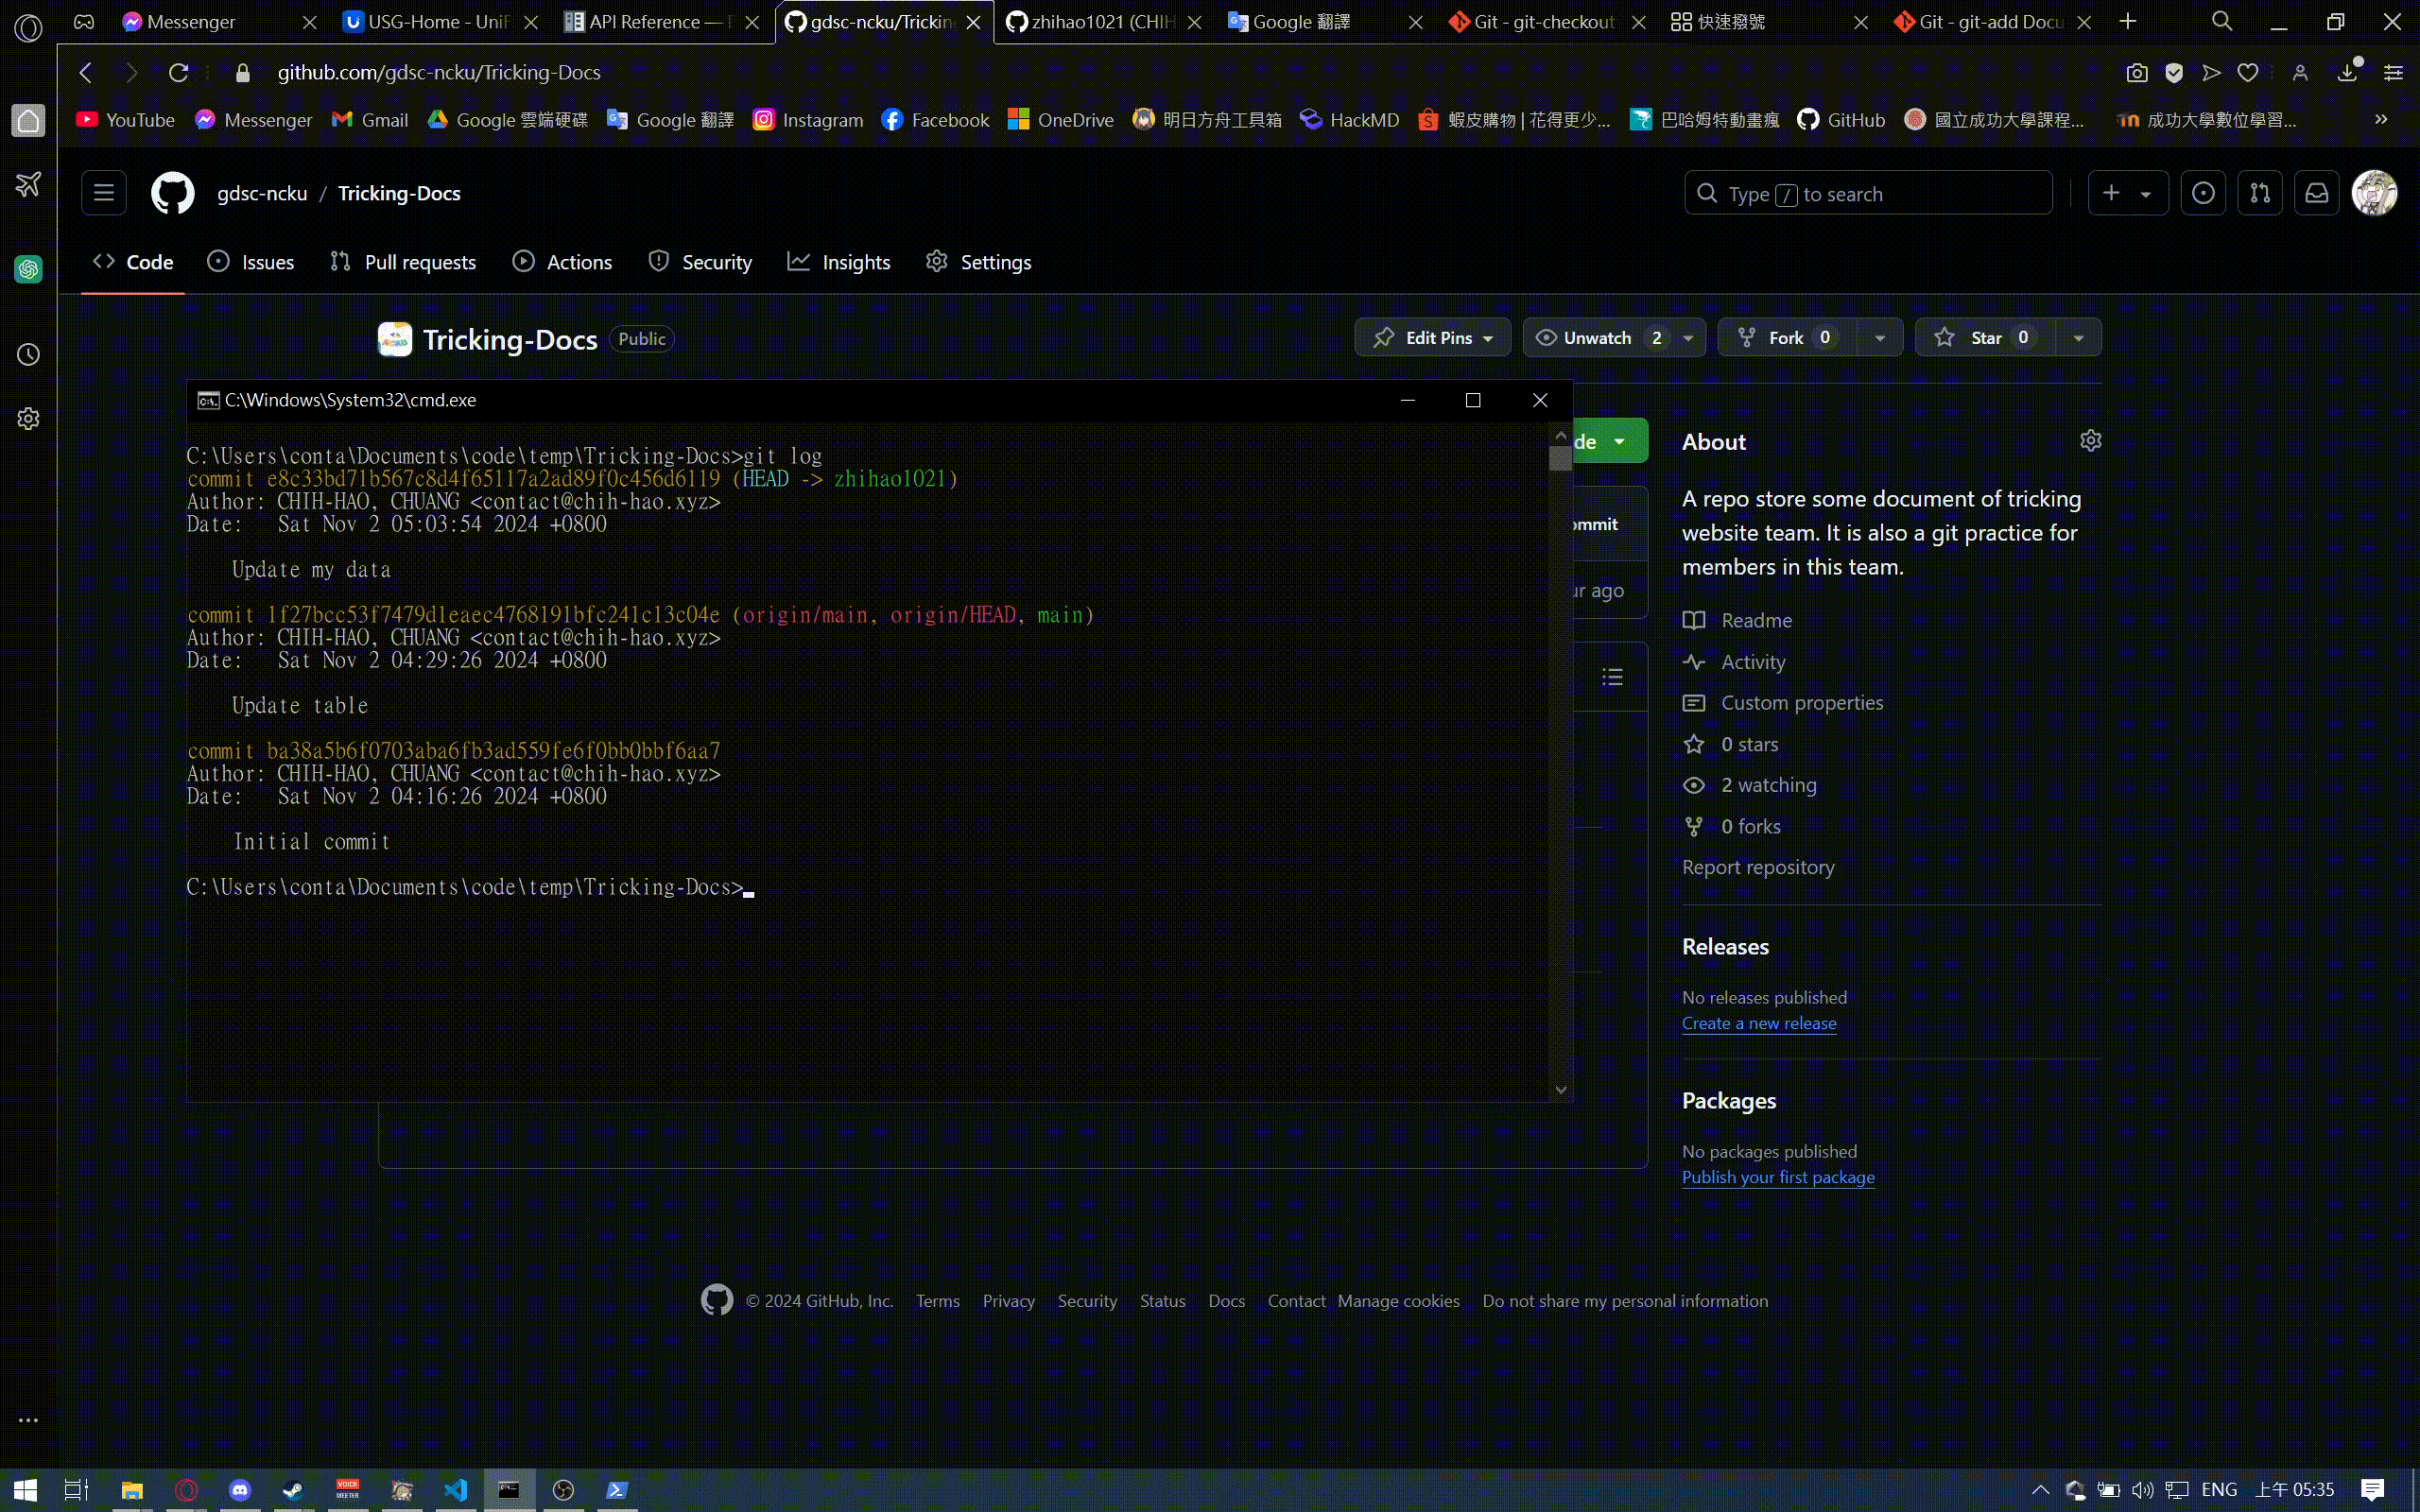 Messenger
USG-Home - UniF
API Reference —
gdsc-ncku/Trickin
zhihao1021 (CHIH
Google 翻譯
Git - git-checkout
快速撥號
Git - git-add Docu
github.com/gdsc-ncku/Tricking-Docs
YouTube
Messenger
Gmail
Google 雲端硬碟
Google 翻譯
Instagram
Facebook
OneDrive
明日方舟工具箱
HackMD
蝦皮購物 | 花得更少...
巴哈姆特動畫瘋
GitHub
國立成功大學課程...
成功大學數位學習...
gdsc-ncku / Tricking-Docs
Type / to search
Code
Issues
Pull requests
Actions
Security
Insights
Settings
Tricking-Docs
Public
Edit Pins
Unwatch 2
Fork 0
Star 0
C:\Windows\System32\cmd.exe
C:\Users\conta\Documents\code\temp\Tricking-Docs>git log
commit e8c33bd71b567c8d4f65117a2ad89f0c456d6119 (HEAD -> zhihao1021)
Author: CHIH-HAO, CHUANG <contact@chih-hao.xyz>
Date:   Sat Nov 2 05:03:54 2024 +0800
Update my data
commit 1f27bcc53f7479d1eaec4768191bfc241c13c04e (origin/main, origin/HEAD, main)
Author: CHIH-HAO, CHUANG <contact@chih-hao.xyz>
Date:   Sat Nov 2 04:29:26 2024 +0800
Update table
commit ba38a5b6f0703aba6fb3ad559fe6f0bb0bbf6aa7
Author: CHIH-HAO, CHUANG <contact@chih-hao.xyz>
Date:   Sat Nov 2 04:16:26 2024 +0800
Initial commit
C:\Users\conta\Documents\code\temp\Tricking-Docs>
de
ommit
ur ago
About
A repo store some document of tricking
website team. It is also a git practice for
members in this team.
Readme
Activity
Custom properties
0 stars
2 watching
0 forks
Report repository
Releases
No releases published
Create a new release
Packages
No packages published
Publish your first package
© 2024 GitHub, Inc.
Terms
Privacy
Security
Status
Docs
Contact
Manage cookies
Do not share my personal information
VOICE
MEETER
ENG
上午 05:35